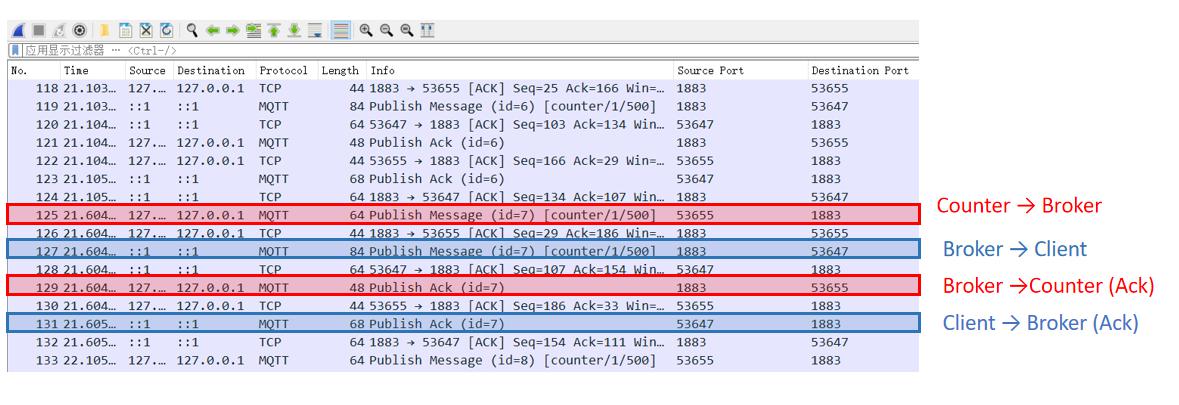 应用显示过滤器 … <Ctrl-/>
No. Time Source Destination Protocol Length Info Source Port Destination Port
118 21.103… 127.… 127.0.0.1 TCP 44 1883 → 53655 [ACK] Seq=25 Ack=166 Win=… 1883 53655
119 21.103… ::1 ::1 MQTT 84 Publish Message (id=6) [counter/1/500] 1883 53647
120 21.104… ::1 ::1 TCP 64 53647 → 1883 [ACK] Seq=103 Ack=134 Win… 53647 1883
121 21.104… 127.… 127.0.0.1 MQTT 48 Publish Ack (id=6) 1883 53655
122 21.104… 127.… 127.0.0.1 TCP 44 53655 → 1883 [ACK] Seq=166 Ack=29 Win=… 53655 1883
123 21.105… ::1 ::1 MQTT 68 Publish Ack (id=6) 53647 1883
124 21.105… ::1 ::1 TCP 64 1883 → 53647 [ACK] Seq=134 Ack=107 Win… 1883 53647
125 21.604… 127.… 127.0.0.1 MQTT 64 Publish Message (id=7) [counter/1/500] 53655 1883
Counter → Broker
126 21.604… 127.… 127.0.0.1 TCP 44 1883 → 53655 [ACK] Seq=29 Ack=186 Win=… 1883 53655
127 21.604… ::1 ::1 MQTT 84 Publish Message (id=7) [counter/1/500] 1883 53647
Broker → Client
128 21.604… ::1 ::1 TCP 64 53647 → 1883 [ACK] Seq=107 Ack=154 Win… 53647 1883
129 21.604… 127.… 127.0.0.1 MQTT 48 Publish Ack (id=7) 1883 53655
Broker →Counter (Ack)
130 21.604… 127.… 127.0.0.1 TCP 44 53655 → 1883 [ACK] Seq=186 Ack=33 Win=… 53655 1883
131 21.605… ::1 ::1 MQTT 68 Publish Ack (id=7) 53647 1883
Client → Broker (Ack)
132 21.605… ::1 ::1 TCP 64 1883 → 53647 [ACK] Seq=154 Ack=111 Win… 1883 53647
133 22.105… 127.… 127.0.0.1 MQTT 64 Publish Message (id=8) [counter/1/500] 53655 1883